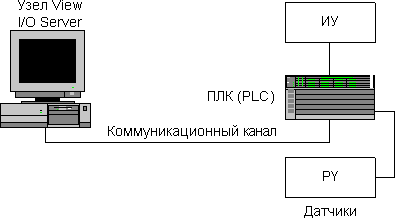 Узел View
I/O Server
ИУ
ПЛК (PLC)
Коммуникационный канал
РУ
Датчики